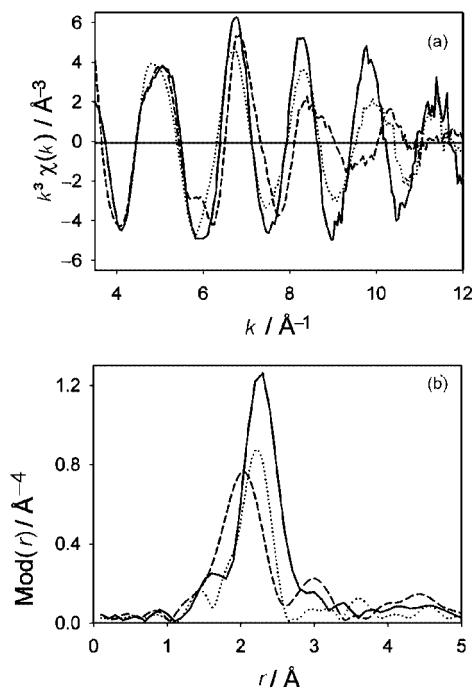 (a)
6
4
2
0
−2
−4
−6
k³ χ(k) / Å⁻³
4 6 8 10 12
k / Å⁻¹
(b)
1.2
0.8
0.4
0.0
Mod(r) / Å⁻⁴
0 1 2 3 4 5
r / Å